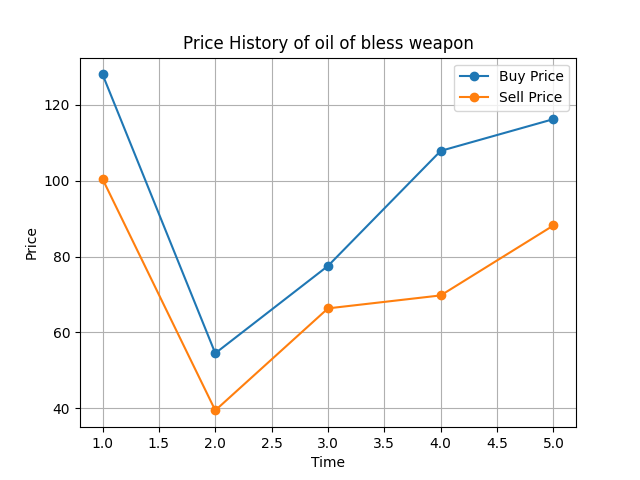 Price History of oil of bless weapon
Buy Price
Sell Price
120
100
80
60
40
Price
1.0 1.5 2.0 2.5 3.0 3.5 4.0 4.5 5.0
Time